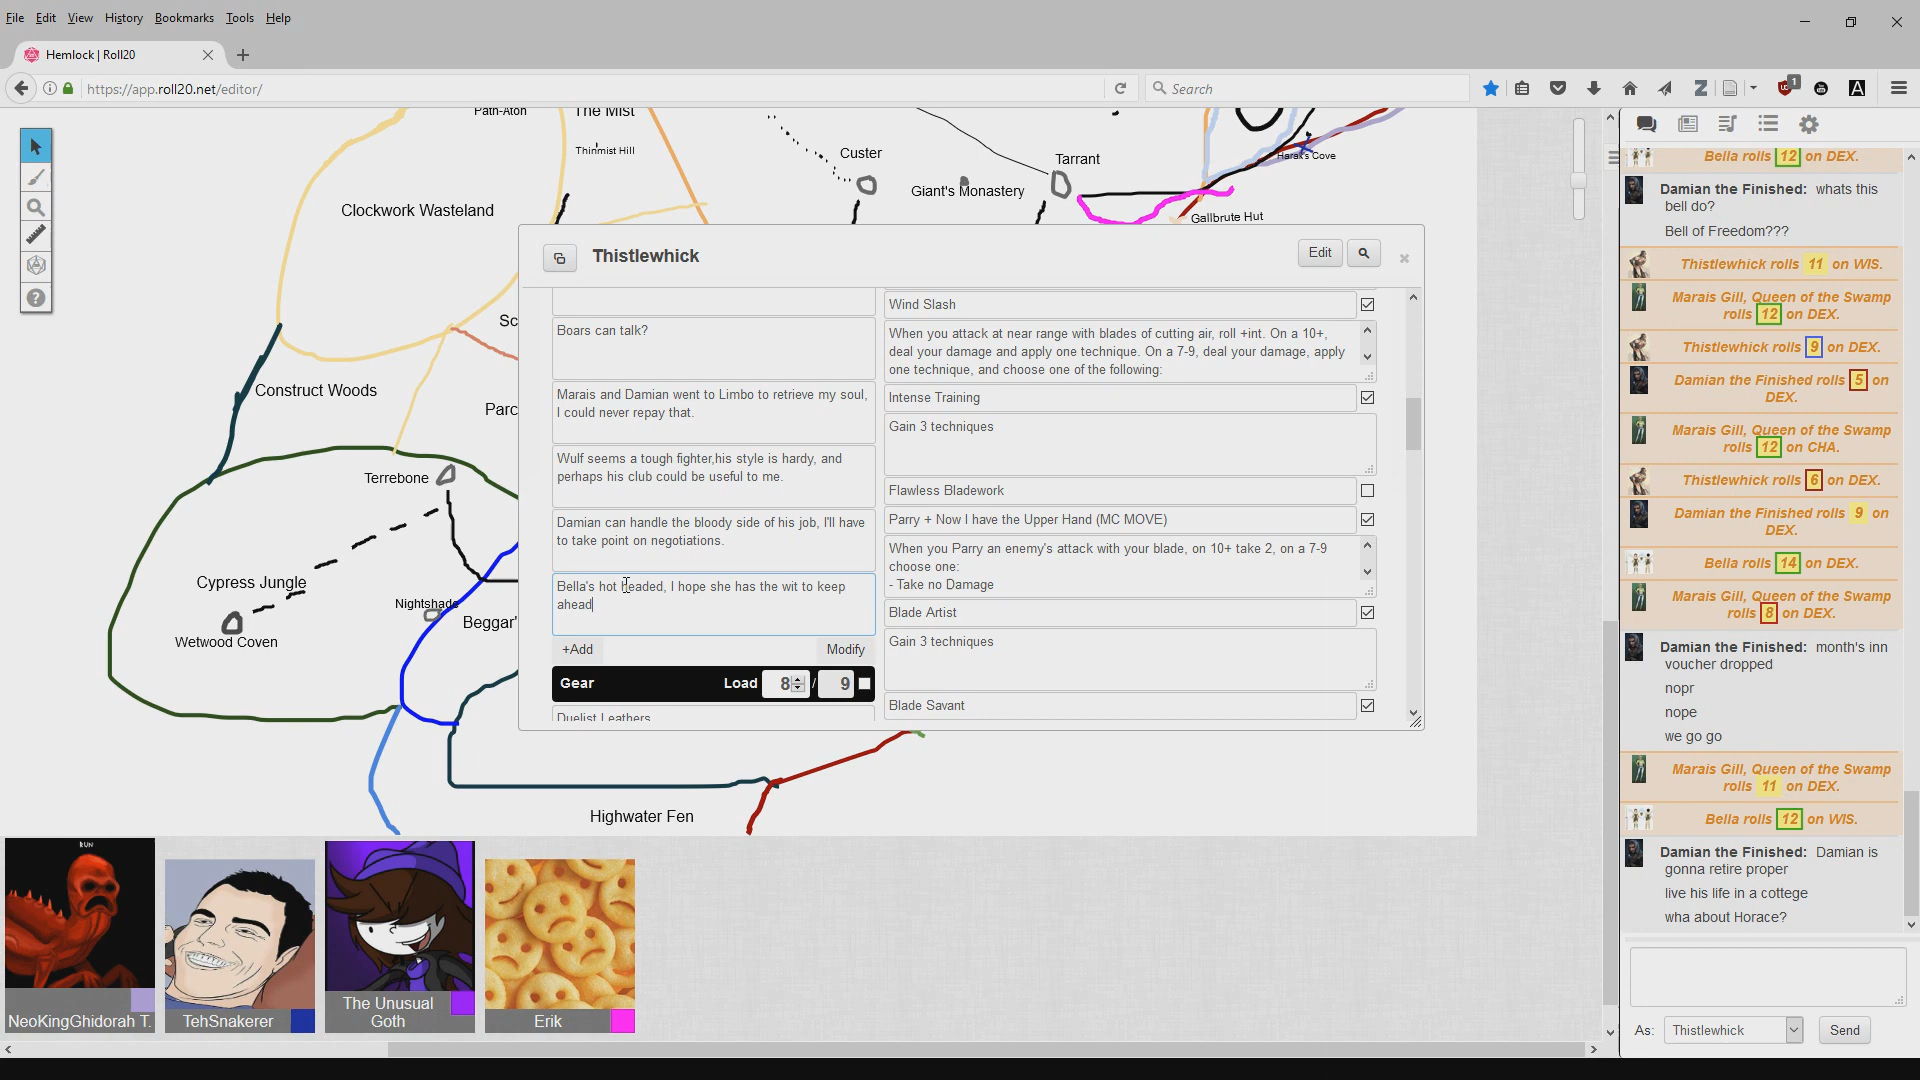 File Edit View History Bookmarks Tools Help
Hemlock | Roll20
https://app.roll20.net/editor/
Search
1
Path-Aton
The Mist
Thinmist Hill
Custer
Tarrant
Harak's Cove
Giant's Monastery
Gallbrute Hut
Clockwork Wasteland
Construct Woods
Terrebone
Cypress Jungle
Wetwood Coven
Nightshade
Beggar'
Sc
Parc
Highwater Fen
Thistlewhick
Edit
Boars can talk?
Marais and Damian went to Limbo to retrieve my soul,
I could never repay that.
Wulf seems a tough fighter,his style is hardy, and
perhaps his club could be useful to me.
Damian can handle the bloody side of his job, I'll have
to take point on negotiations.
Bella's hot headed, I hope she has the wit to keep
ahead
+Add
Modify
Gear
Load
8
/
9
Duelist Leathers
Wind Slash
When you attack at near range with blades of cutting air, roll +int. On a 10+,
deal your damage and apply one technique. On a 7-9, deal your damage, apply
one technique, and choose one of the following:
Intense Training
Gain 3 techniques
Flawless Bladework
Parry + Now I have the Upper Hand (MC MOVE)
When you Parry an enemy's attack with your blade, on 10+ take 2, on a 7-9
choose one:
- Take no Damage
Blade Artist
Gain 3 techniques
Blade Savant
Bella rolls 12 on DEX.
Damian the Finished: whats this
bell do?
Bell of Freedom???
Thistlewhick rolls 11 on WIS.
Marais Gill, Queen of the Swamp
rolls 12 on DEX.
Thistlewhick rolls 9 on DEX.
Damian the Finished rolls 5 on
DEX.
Marais Gill, Queen of the Swamp
rolls 12 on CHA.
Thistlewhick rolls 6 on DEX.
Damian the Finished rolls 9 on
DEX.
Bella rolls 14 on DEX.
Marais Gill, Queen of the Swamp
rolls 8 on DEX.
Damian the Finished: month's inn
voucher dropped
nopr
nope
we go go
Marais Gill, Queen of the Swamp
rolls 11 on DEX.
Bella rolls 12 on WIS.
Damian the Finished: Damian is
gonna retire proper
live his life in a cottege
wha about Horace?
As:
Thistlewhick
Send
RUN
NeoKingGhidorah T.
TehSnakerer
The Unusual
Goth
Erik